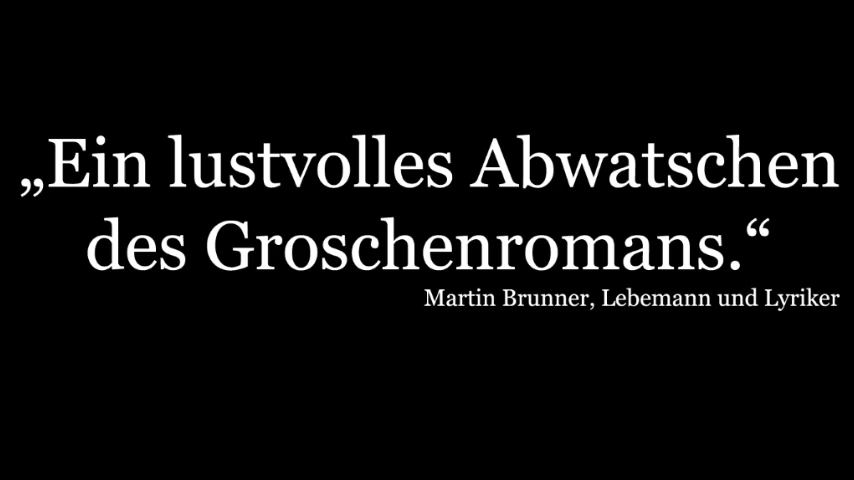 „Ein lustvolles Abwatschen
des Groschenromans.“
Martin Brunner, Lebemann und Lyriker